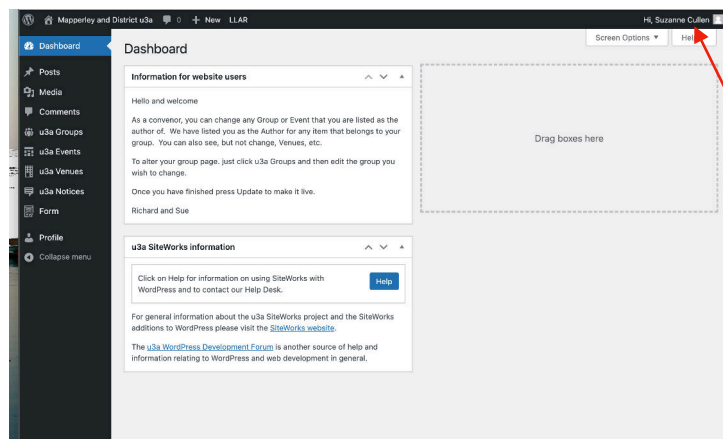 Mapperley and District u3a 0 + New LLAR Hi, Suzanne Cullen
Screen Options ▼
Dashboard
Posts
Media
Comments
u3a Groups
u3a Events
u3a Venues
u3a Notices
Form
Profile
Collapse menu
Dashboard
Information for website users
Hello and welcome
As a convenor, you can change any Group or Event that you are listed as the
author of. We have listed you as the Author for any item that belongs to your
group. You can also see, but not change, Venues, etc.
To alter your group page. just click u3a Groups and then edit the group you
wish to change.
Once you have finished press Update to make it live.
Richard and Sue
Drag boxes here
u3a SiteWorks information
Click on Help for information on using SiteWorks with
WordPress and to contact our Help Desk.
Help
For general information about the u3a SiteWorks project and the SiteWorks
additions to WordPress please visit the SiteWorks website.
The u3a WordPress Development Forum is another source of help and
information relating to WordPress and web development in general.